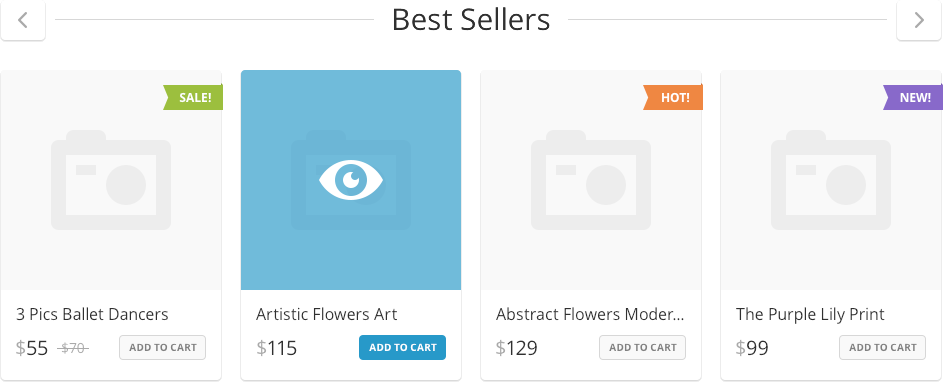 Best Sellers
SALE!
HOT!
NEW!
3 Pics Ballet Dancers
$55 $70 ADD TO CART
Artistic Flowers Art
$115 ADD TO CART
Abstract Flowers Moder...
$129 ADD TO CART
The Purple Lily Print
$99 ADD TO CART